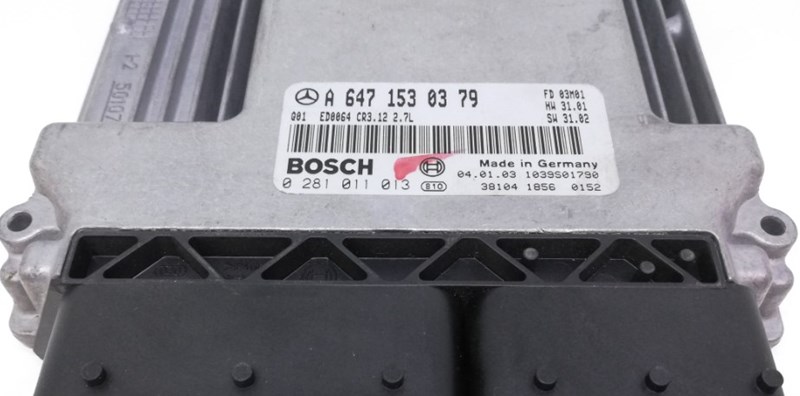 A 647 153 03 79
FD 03M01
HW 31.01
SW 31.02
Q01 ED0064 CR3.12 2.7L
BOSCH
0 281 011 013
Made in Germany
04.01.03 1039S01790
38104 1856 0152